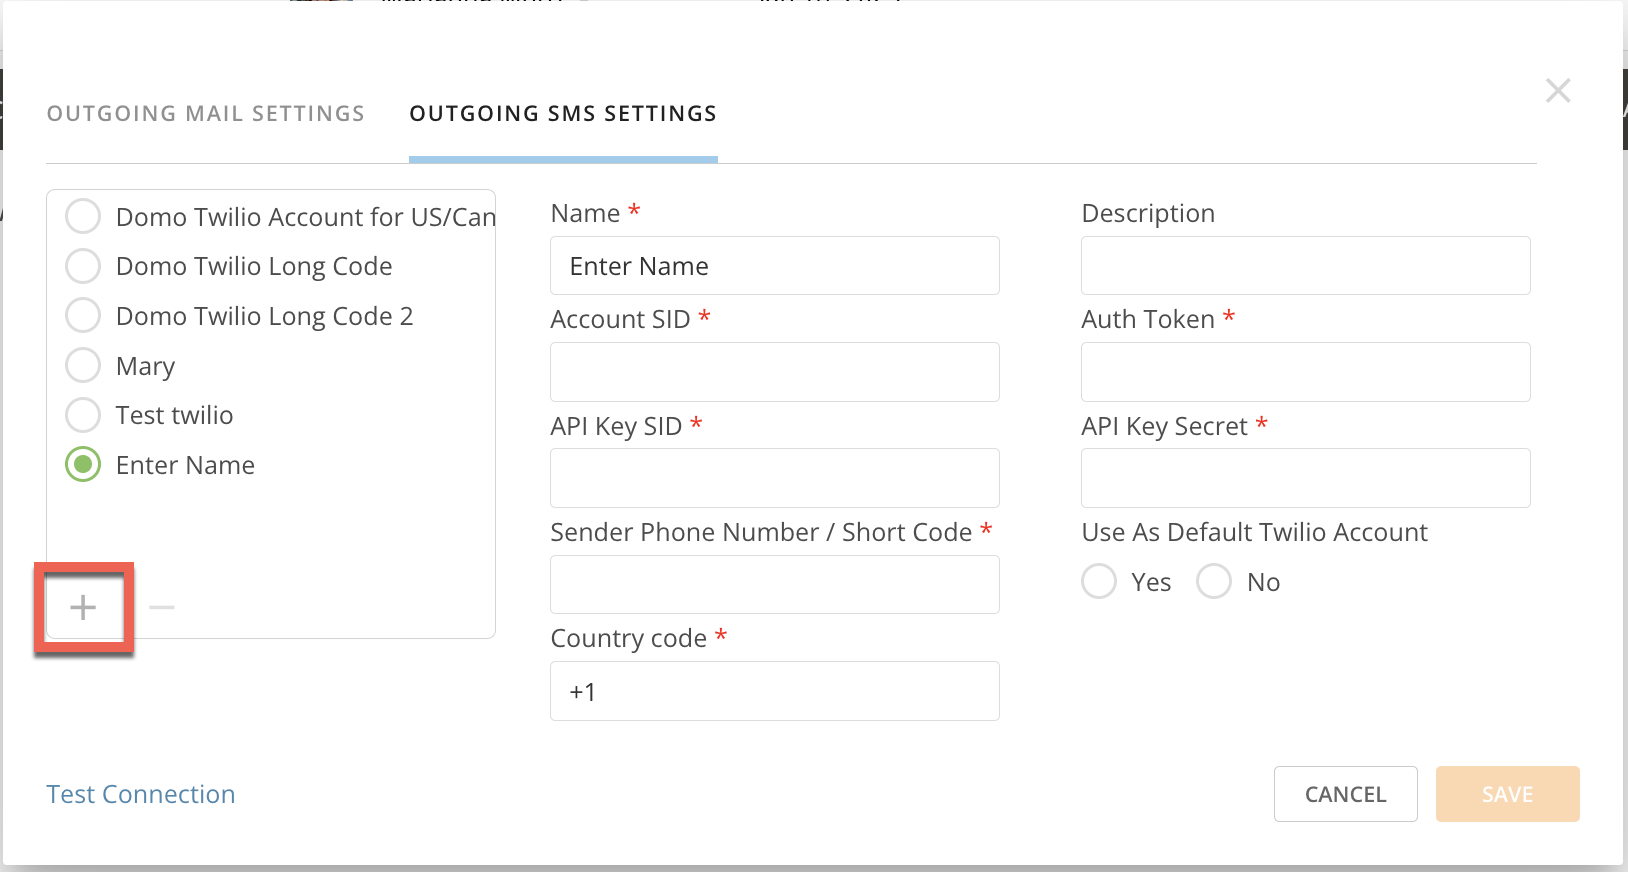 OUTGOING MAIL SETTINGS
OUTGOING SMS SETTINGS
Domo Twilio Account for US/Can
Domo Twilio Long Code
Domo Twilio Long Code 2
Mary
Test twilio
Enter Name
+
Name *
Enter Name
Description
Account SID *
Auth Token *
API Key SID *
API Key Secret *
Sender Phone Number / Short Code *
Use As Default Twilio Account
Yes No
Country code *
+1
Test Connection
CANCEL
SAVE